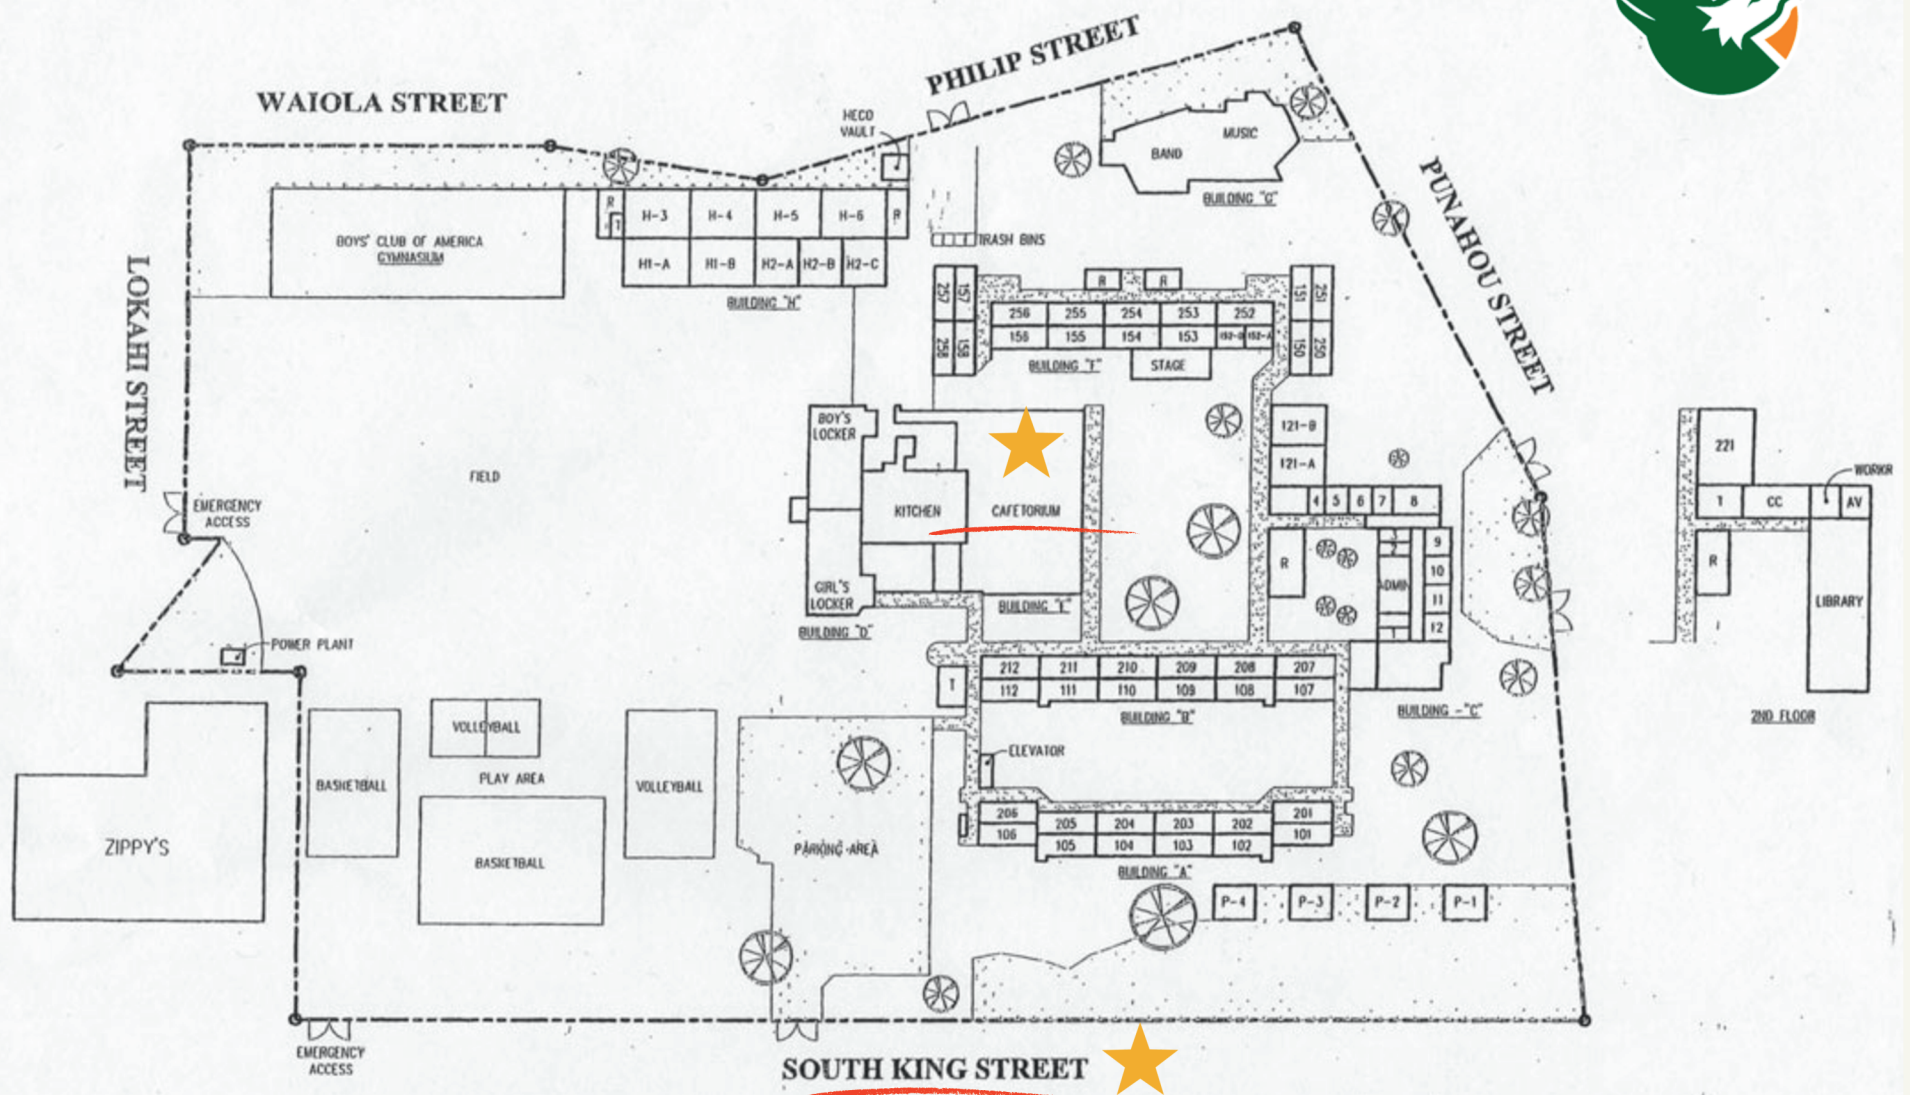 PHILIP STREET
WAIOLA STREET
HECO
VAULT
MUSIC
BAND
BUILDING "G"
PUNAHOU STREET
R
T
H-3
H-4
H-5
H-6
R
BOYS' CLUB OF AMERICA
GYMNASIUM
TRASH BINS
H1-A
H1-B
H2-A
H2-B
H2-C
BUILDING "H"
LOKAHI STREET
257
157
R
R
151
251
256
255
254
253
252
156
155
154
153
152-A
258
158
150
250
BUILDING "F"
STAGE
BOY'S
LOCKER
121-B
121-A
221
FIELD
WORKR
4
5
6
7
8
1
CC
AV
EMERGENCY
ACCESS
KITCHEN
CAFETORIUM
3
2
9
R
10
R
ADMIN
11
GIRL'S
LOCKER
BUILDING "E"
1
12
LIBRARY
BUILDING "D"
POWER PLANT
212
211
210
209
208
207
T
112
111
110
109
108
107
BUILDING "B"
BUILDING -"C"
2ND FLOOR
VOLLEYBALL
ELEVATOR
BASKETBALL
PLAY AREA
VOLLEYBALL
206
205
204
203
202
201
106
105
104
103
102
101
ZIPPY'S
PARKING AREA
BASKETBALL
BUILDING "A"
P-4
P-3
P-2
P-1
EMERGENCY
ACCESS
SOUTH KING STREET